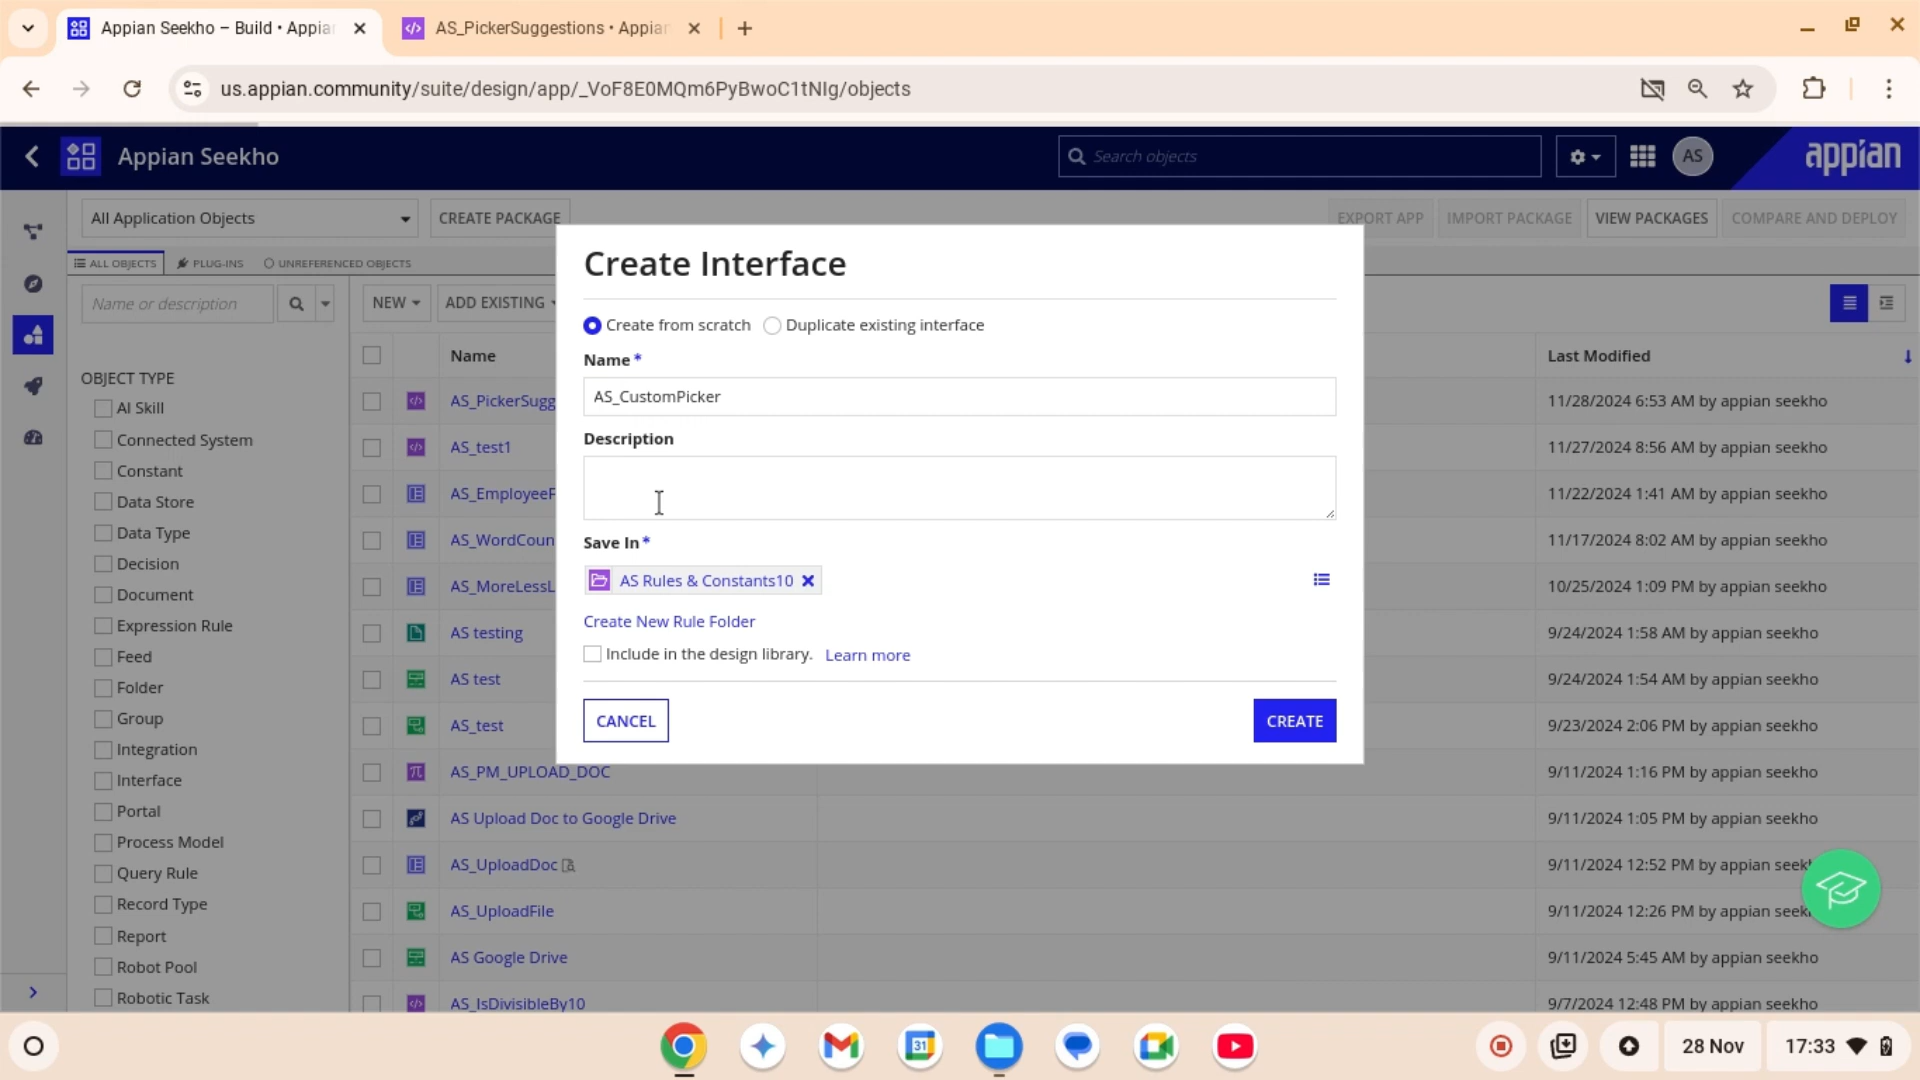 Appian Seekho – Build • Appia
AS_PickerSuggestions • Appia
us.appian.community/suite/design/app/_VoF8E0MQm6PyBwoC1tNIg/objects
Appian Seekho
Search objects
AS
appian
All Application Objects
CREATE PACKAGE
EXPORT APP
IMPORT PACKAGE
VIEW PACKAGES
COMPARE AND DEPLOY
ALL OBJECTS
PLUG-INS
UNREFERENCED OBJECTS
Name or description
NEW
ADD EXISTING
Name
Last Modified
OBJECT TYPE
AI Skill
Connected System
Constant
Data Store
Data Type
Decision
Document
Expression Rule
Feed
Folder
Group
Integration
Interface
Portal
Process Model
Query Rule
Record Type
Report
Robot Pool
Robotic Task
AS_PickerSugg
11/28/2024 6:53 AM by appian seekho
AS_test1
11/27/2024 8:56 AM by appian seekho
AS_EmployeeF
11/22/2024 1:41 AM by appian seekho
AS_WordCoun
11/17/2024 8:02 AM by appian seekho
AS_MoreLessL
10/25/2024 1:09 PM by appian seekho
AS testing
9/24/2024 1:58 AM by appian seekho
AS test
9/24/2024 1:54 AM by appian seekho
AS_test
9/23/2024 2:06 PM by appian seekho
AS_PM_UPLOAD_DOC
9/11/2024 1:16 PM by appian seekho
AS Upload Doc to Google Drive
9/11/2024 1:05 PM by appian seekho
AS_UploadDoc
9/11/2024 12:52 PM by appian seekh
AS_UploadFile
9/11/2024 12:26 PM by appian seek
AS Google Drive
9/11/2024 5:45 AM by appian seekho
AS_IsDivisibleBy10
9/7/2024 12:48 PM by appian seekho
Create Interface
Create from scratch
Duplicate existing interface
Name *
AS_CustomPicker
Description
Save In *
AS Rules & Constants10
Create New Rule Folder
Include in the design library. Learn more
CANCEL
CREATE
31
28 Nov
17:33